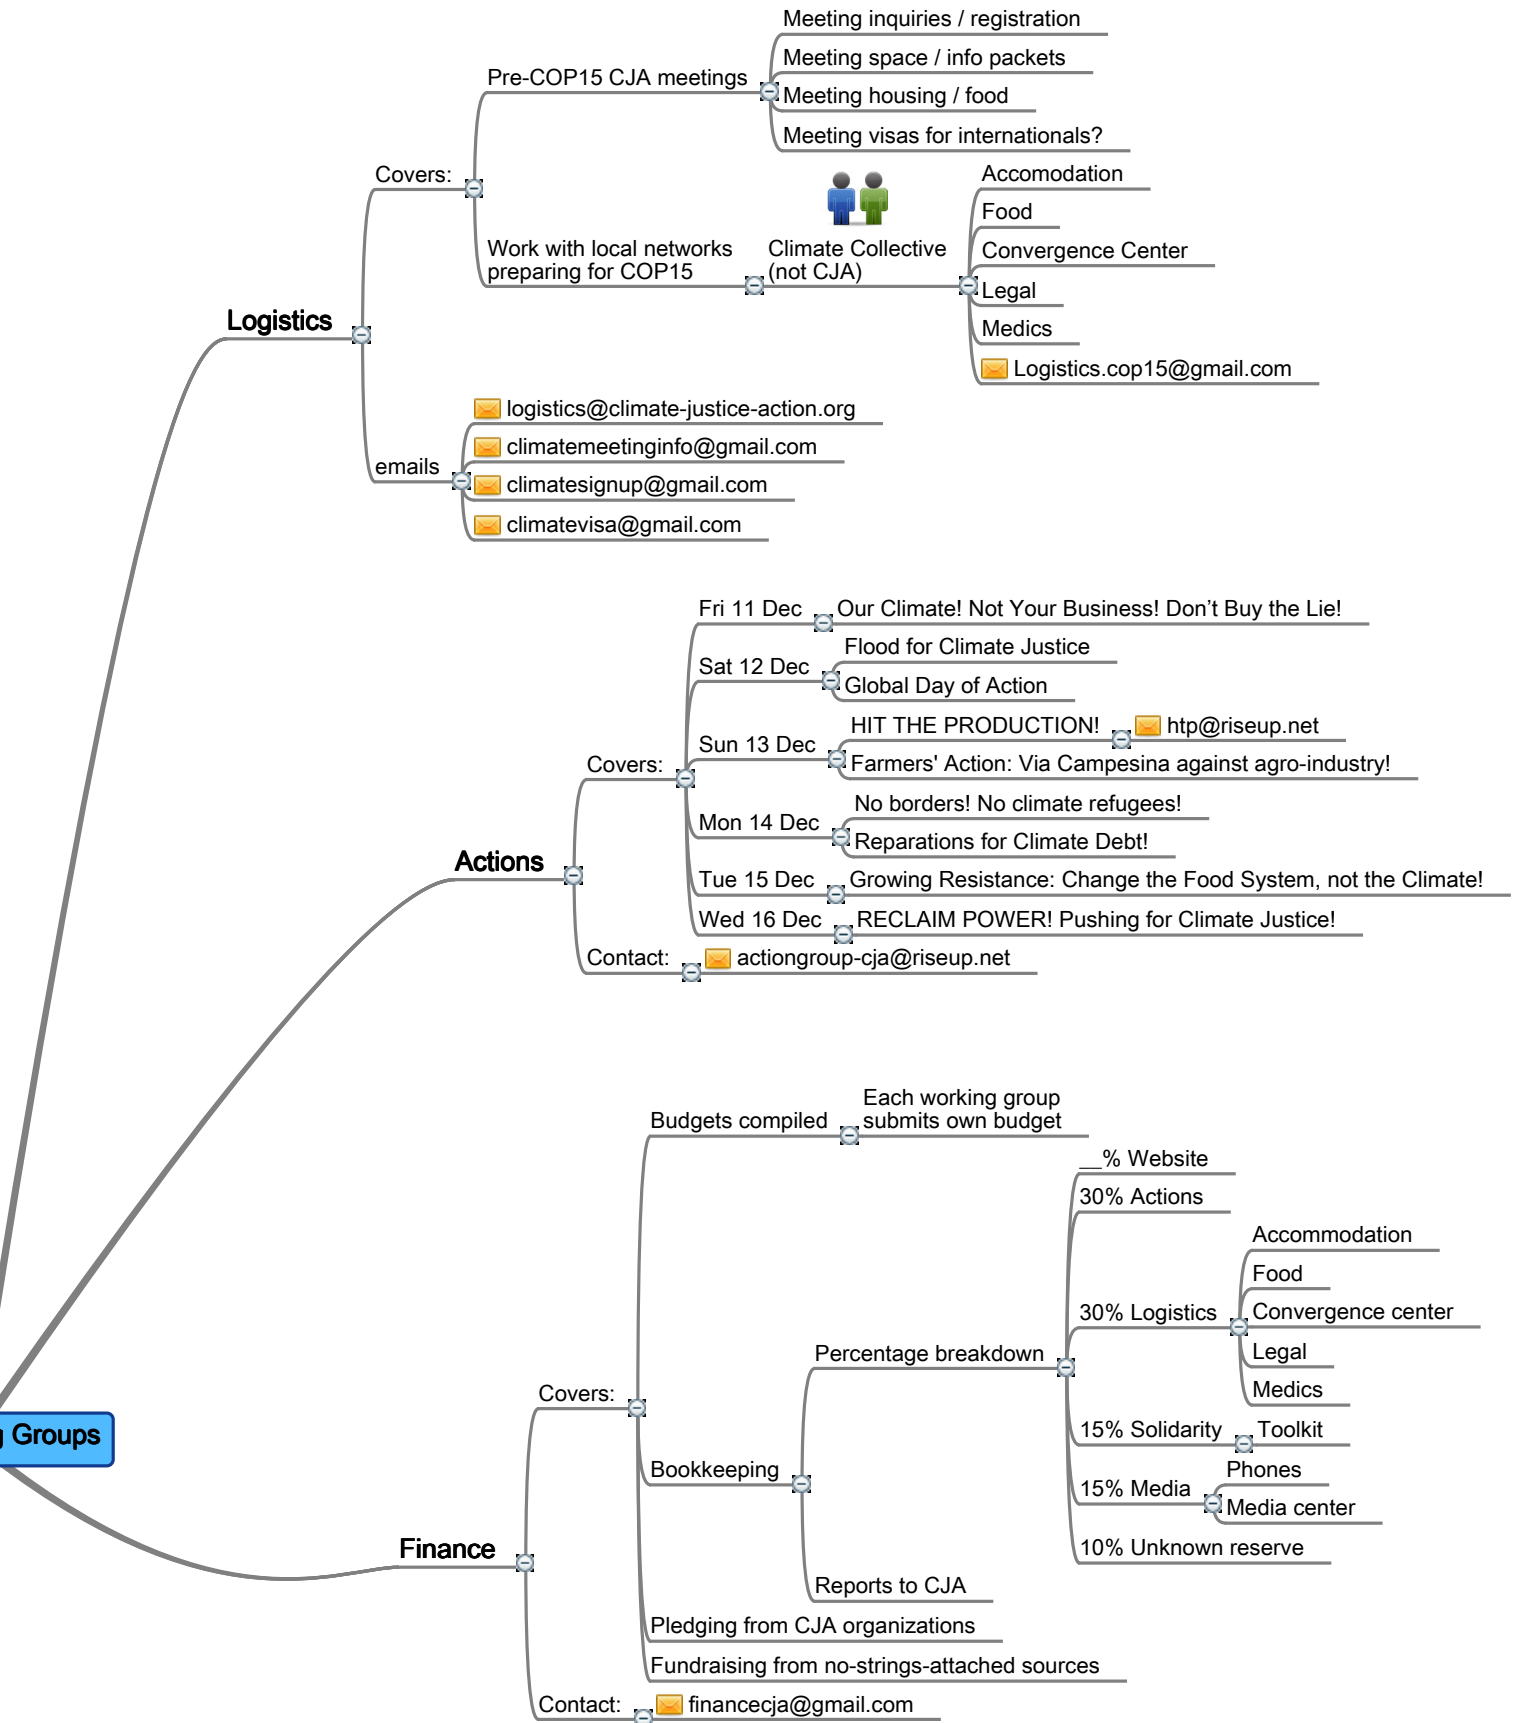 Meeting inquiries / registration
Meeting space / info packets
Pre-COP15 CJA meetings
Meeting housing / food
Meeting visas for internationals?
Covers:
Accomodation
Food
Work with local networks
preparing for COP15
Climate Collective
(not CJA)
Convergence Center
Legal
Medics
Logistics.cop15@gmail.com
Logistics
logistics@climate-justice-action.org
climatemeetinginfo@gmail.com
emails
climatesignup@gmail.com
climatevisa@gmail.com
Fri 11 Dec
Our Climate! Not Your Business! Don’t Buy the Lie!
Sat 12 Dec
Flood for Climate Justice
Global Day of Action
Sun 13 Dec
HIT THE PRODUCTION!
htp@riseup.net
Farmers' Action: Via Campesina against agro-industry!
Covers:
Mon 14 Dec
No borders! No climate refugees!
Reparations for Climate Debt!
Actions
Tue 15 Dec
Growing Resistance: Change the Food System, not the Climate!
Wed 16 Dec
RECLAIM POWER! Pushing for Climate Justice!
Contact:
actiongroup-cja@riseup.net
Budgets compiled
Each working group
submits own budget
__% Website
30% Actions
Accommodation
Food
30% Logistics
Convergence center
Legal
Medics
Percentage breakdown
Covers:
15% Solidarity
Toolkit
g Groups
Bookkeeping
15% Media
Phones
Media center
10% Unknown reserve
Finance
Reports to CJA
Pledging from CJA organizations
Fundraising from no-strings-attached sources
Contact:
financecja@gmail.com